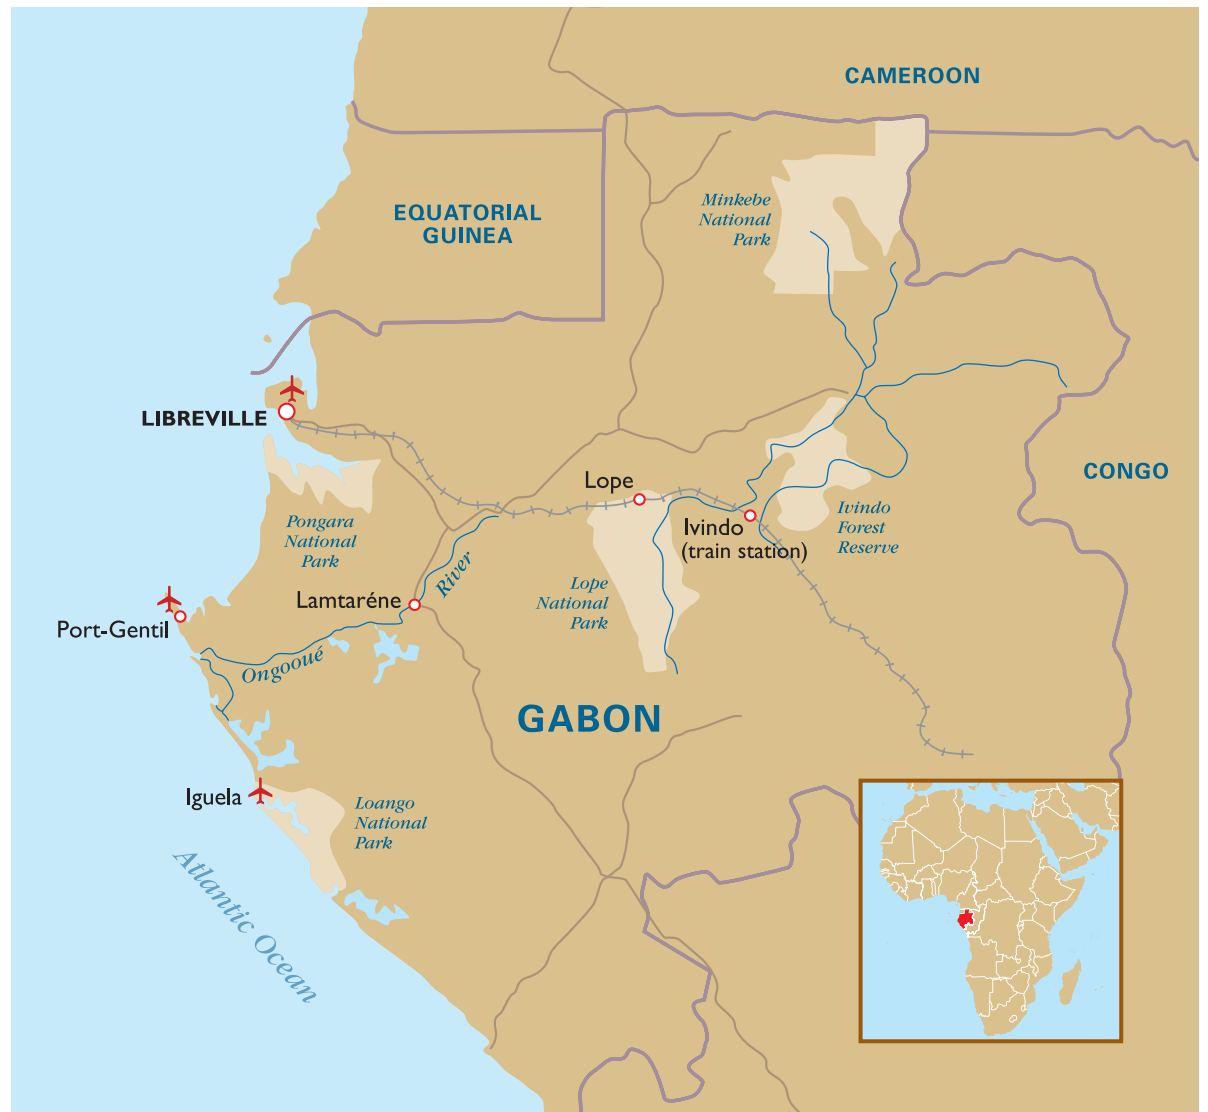 CAMEROON
Minkebe
National
Park
EQUATORIAL
GUINEA
LIBREVILLE
CONGO
Lope
Ivindo
(train station)
Ivindo
Forest
Reserve
Pongara
National
Park
River
Lope
National
Park
Lamtaréne
Port-Gentil
Ongooué
GABON
Iguela
Loango
National
Park
Atlantic Ocean